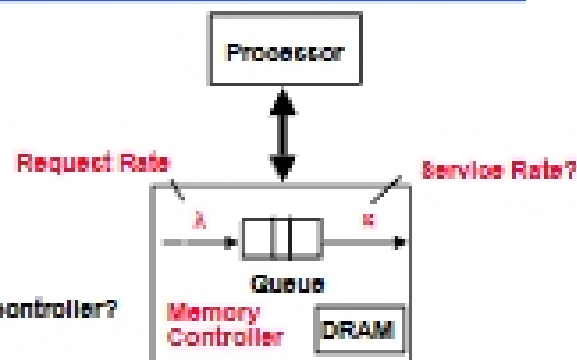 Processor
Request Rate
Service Rate?
λ
Queue
controller?
Memory
Controller
DRAM